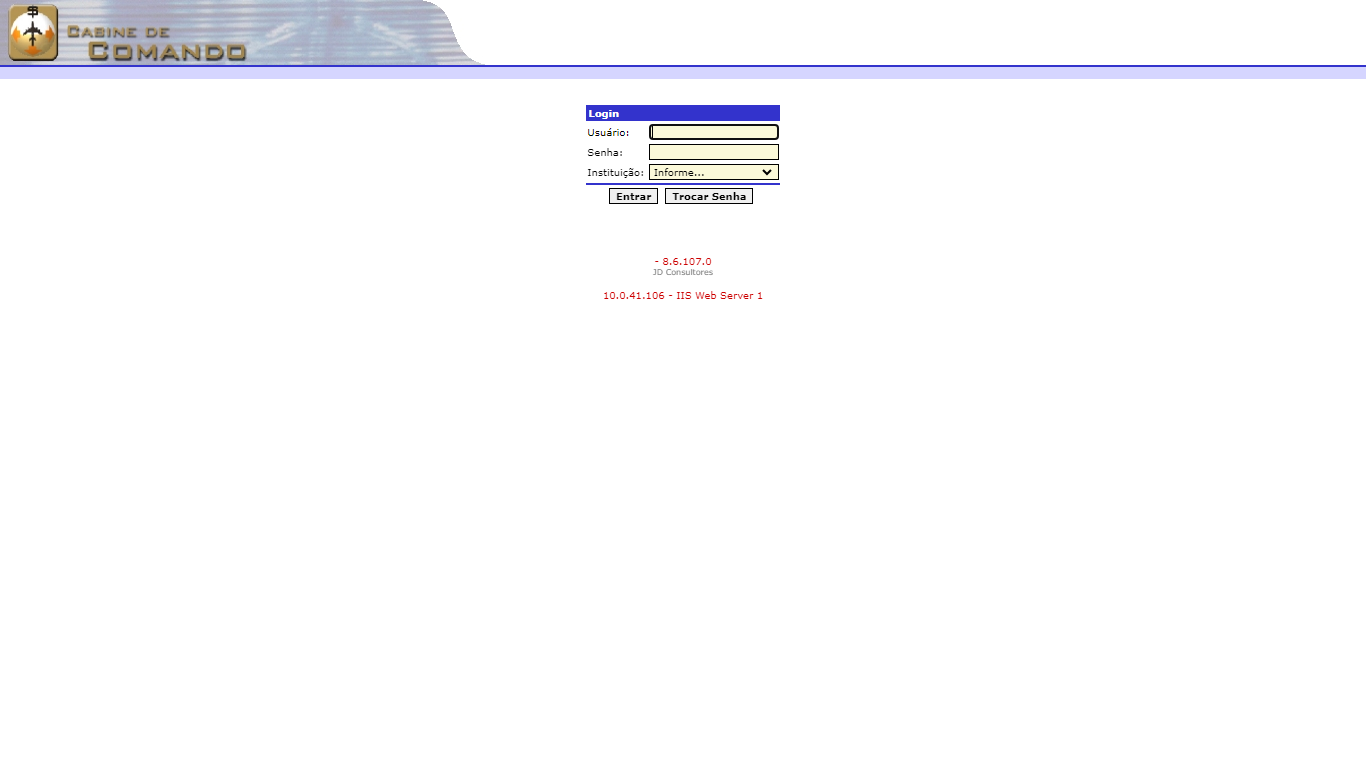 Cabine de
Comando
Login
Usuário:
Senha:
Instituição: Informe...
Entrar Trocar Senha
- 8.6.107.0
JD Consultores
10.0.41.106 - IIS Web Server 1